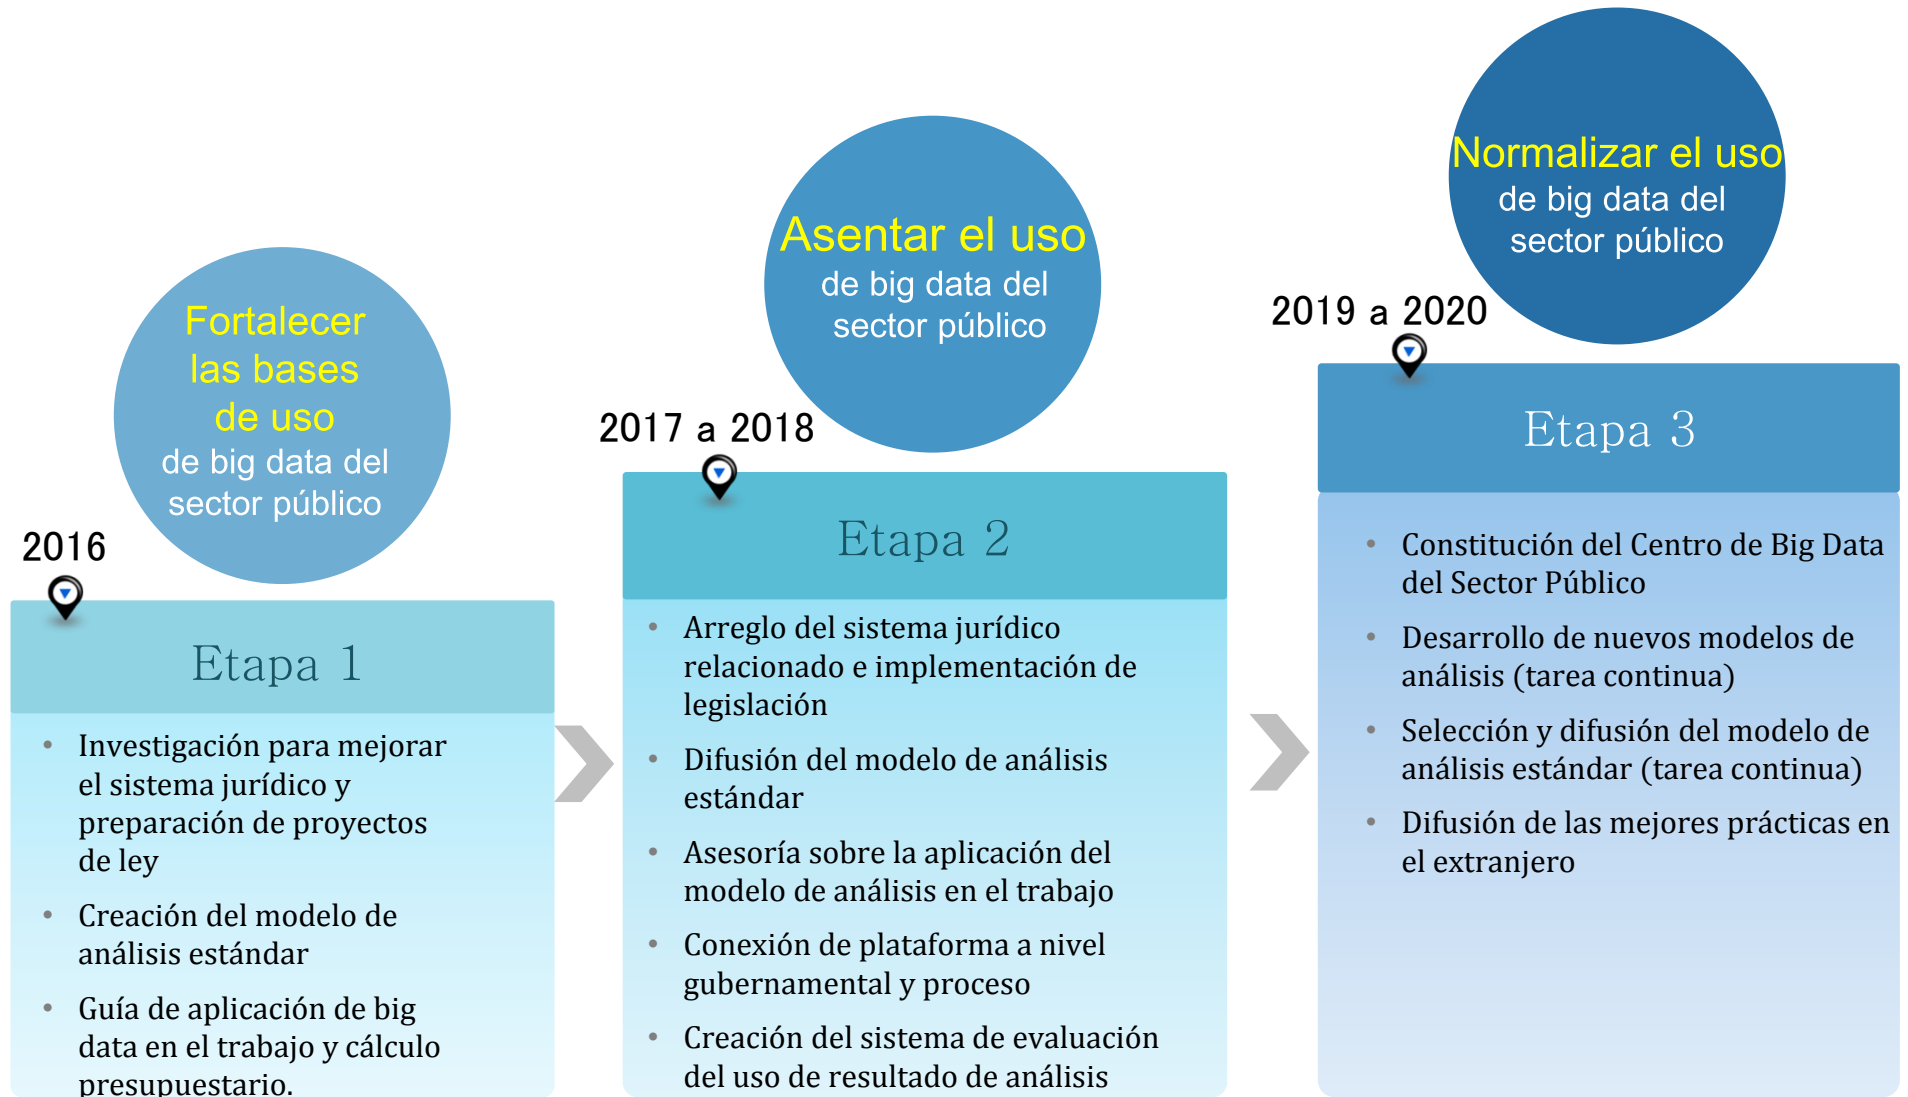 Fortalecer
las bases
de uso
de big data del
sector público
2016
Etapa 1
• Investigación para mejorar
el sistema jurídico y
preparación de proyectos
de ley
• Creación del modelo de
análisis estándar
• Guía de aplicación de big
data en el trabajo y cálculo
presupuestario.
Asentar el uso
de big data del
sector público
2017 a 2018
Etapa 2
• Arreglo del sistema jurídico
relacionado e implementación de
legislación
• Difusión del modelo de análisis
estándar
• Asesoría sobre la aplicación del
modelo de análisis en el trabajo
• Conexión de plataforma a nivel
gubernamental y proceso
• Creación del sistema de evaluación
del uso de resultado de análisis
Normalizar el uso
de big data del
sector público
2019 a 2020
Etapa 3
• Constitución del Centro de Big Data
del Sector Público
• Desarrollo de nuevos modelos de
análisis (tarea continua)
• Selección y difusión del modelo de
análisis estándar (tarea continua)
• Difusión de las mejores prácticas en
el extranjero